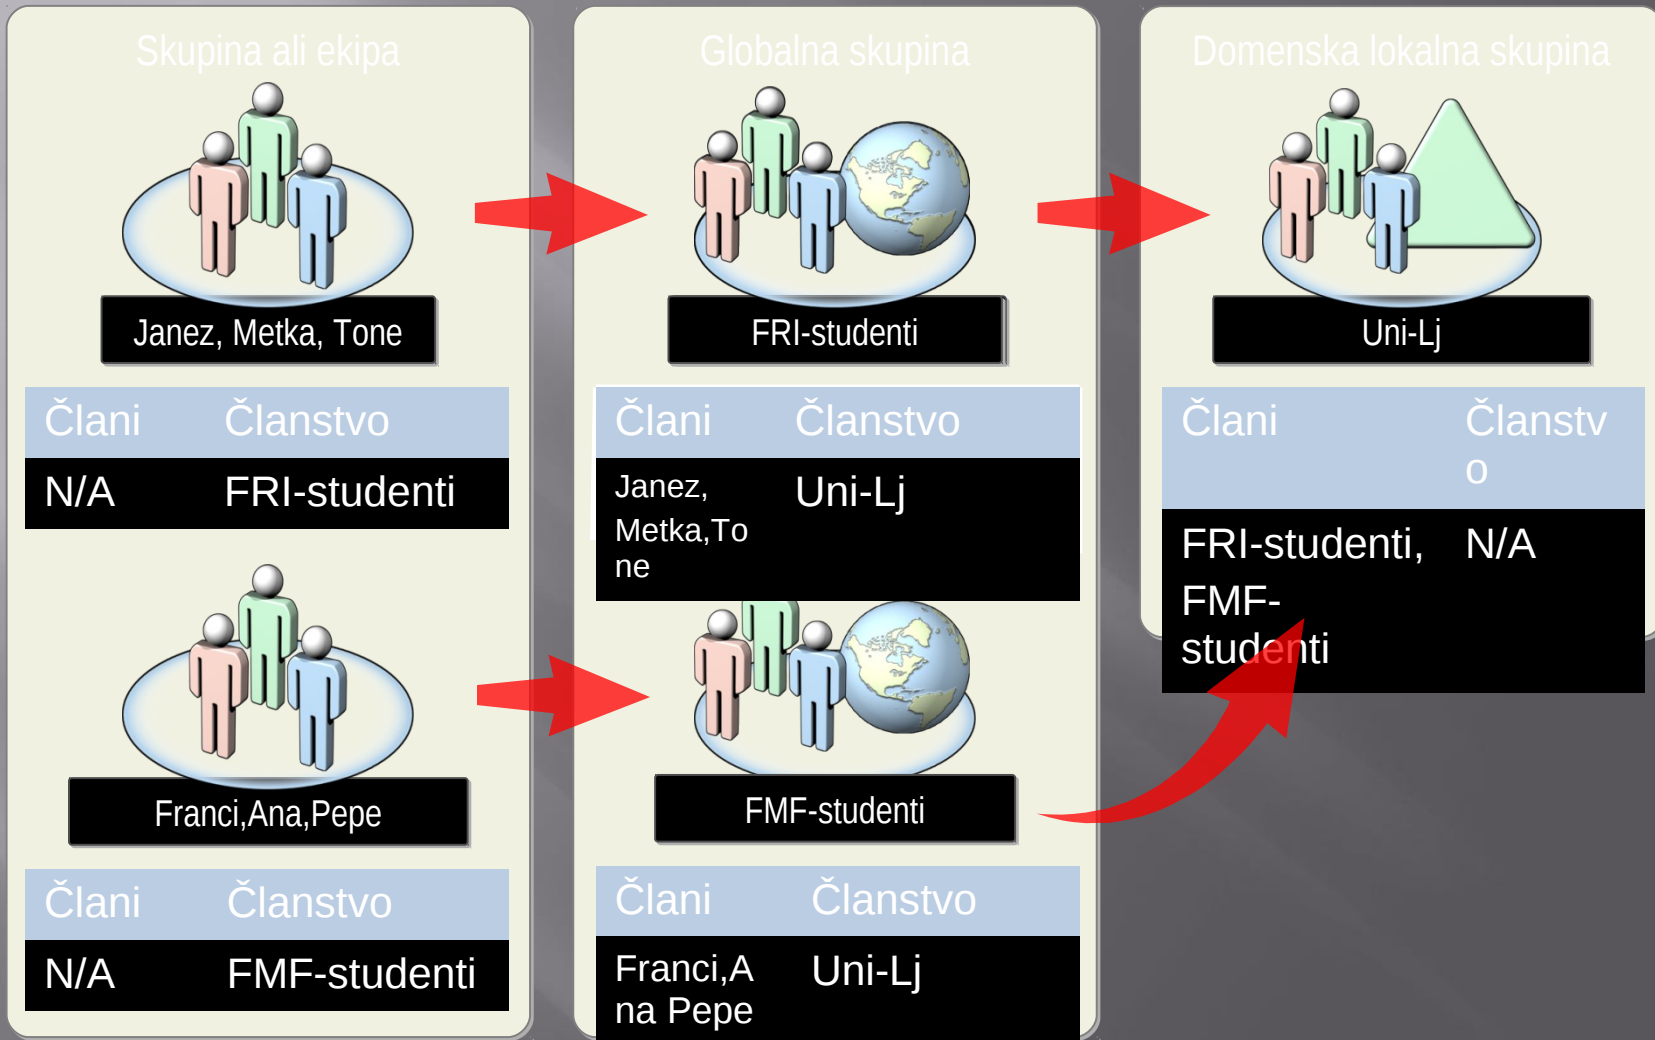 Skupina ali ekipa
Janez, Metka, Tone
Člani Članstvo
N/A FRI-studenti
Franci,Ana,Pepe
Člani Članstvo
N/A FMF-studenti
Globalna skupina
FRI-studenti
Člani Članstvo
Janez, Uni-Lj
Metka,To
ne
FMF-studenti
Člani Članstvo
Franci,A Uni-Lj
na Pepe
Domenska lokalna skupina
Uni-Lj
Člani Članstv
o
FRI-studenti, N/A
FMF-
studenti